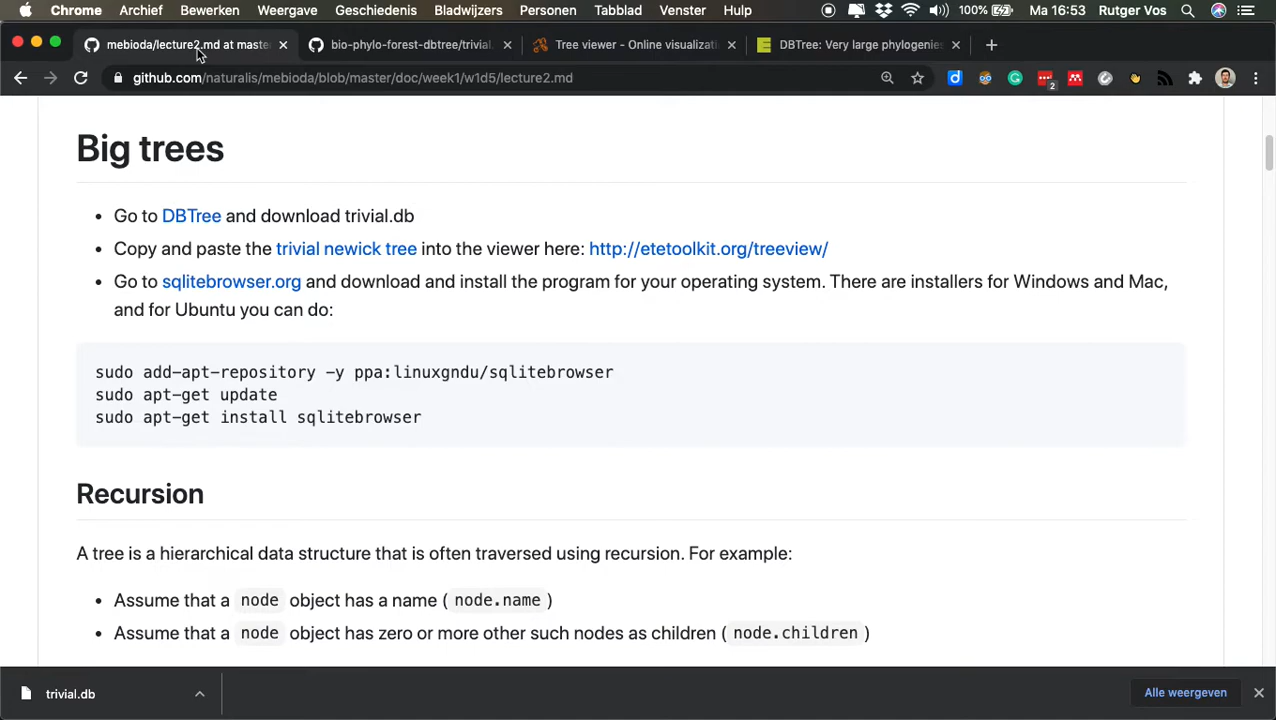 Chrome Archief Bewerken Weergave Geschiedenis Bladwijzers Personen Tabblad Venster Help 100% Ma 16:53 Rutger Vos
mebioda/lecture2.md at maste bio-phylo-forest-dbtree/trivial. Tree viewer - Online visualizati DBTree: Very large phylogenies
github.com/naturalis/mebioda/blob/master/doc/week1/w1d5/lecture2.md 2
Big trees
• Go to DBTree and download trivial.db
• Copy and paste the trivial newick tree into the viewer here: http://etetoolkit.org/treeview/
• Go to sqlitebrowser.org and download and install the program for your operating system. There are installers for Windows and Mac,
and for Ubuntu you can do:
sudo add-apt-repository -y ppa:linuxgndu/sqlitebrowser
sudo apt-get update
sudo apt-get install sqlitebrowser
Recursion
A tree is a hierarchical data structure that is often traversed using recursion. For example:
• Assume that a node object has a name ( node.name )
• Assume that a node object has zero or more other such nodes as children ( node.children )
trivial.db Alle weergeven